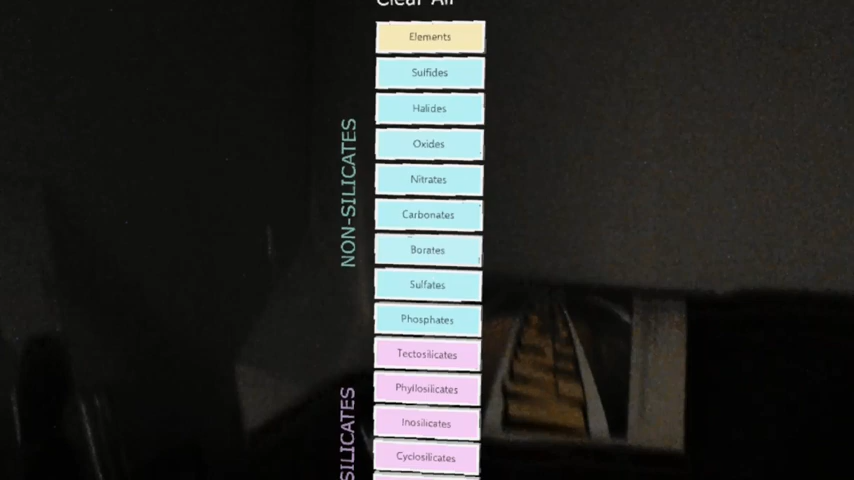 Clear All
Elements
Sulfides
Halides
Oxides
Nitrates
Carbonates
Borates
Sulfates
Phosphates
Tectosilicates
Phyllosilicates
Inosilicates
Cyclosilicates
NON-SILICATES
SILICATES